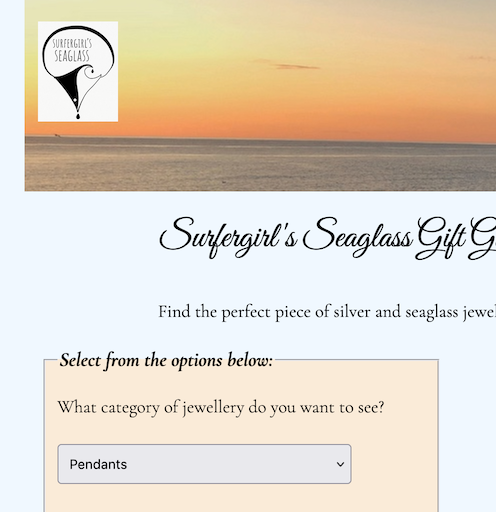 SURFERGIRL'S
SEAGLASS
Surfergirl's Seaglass Gift G
Find the perfect piece of silver and seaglass jewel
Select from the options below:
What category of jewellery do you want to see?
Pendants